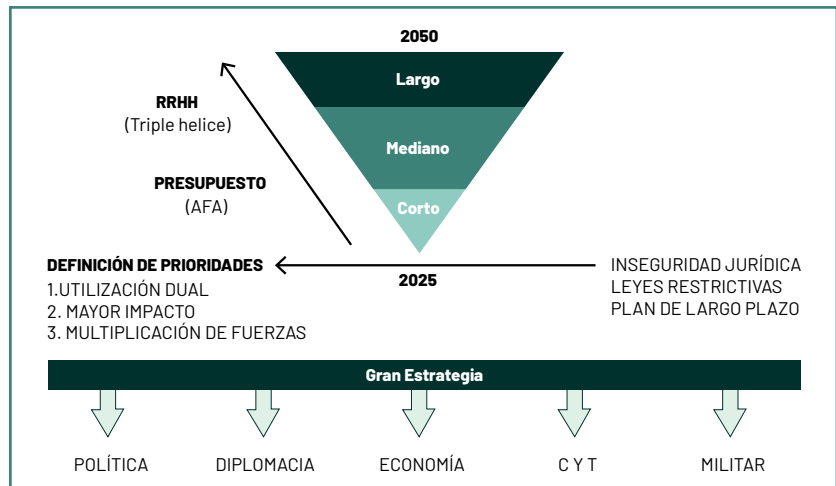 2050
Largo
RRHH
(Triple helice)
Mediano
PRESUPUESTO
(AFA)
Corto
DEFINICIÓN DE PRIORIDADES
1.UTILIZACIÓN DUAL
2. MAYOR IMPACTO
3. MULTIPLICACIÓN DE FUERZAS
2025
INSEGURIDAD JURÍDICA
LEYES RESTRICTIVAS
PLAN DE LARGO PLAZO
Gran Estrategia
POLÍTICA
DIPLOMACIA
ECONOMÍA
C Y T
MILITAR